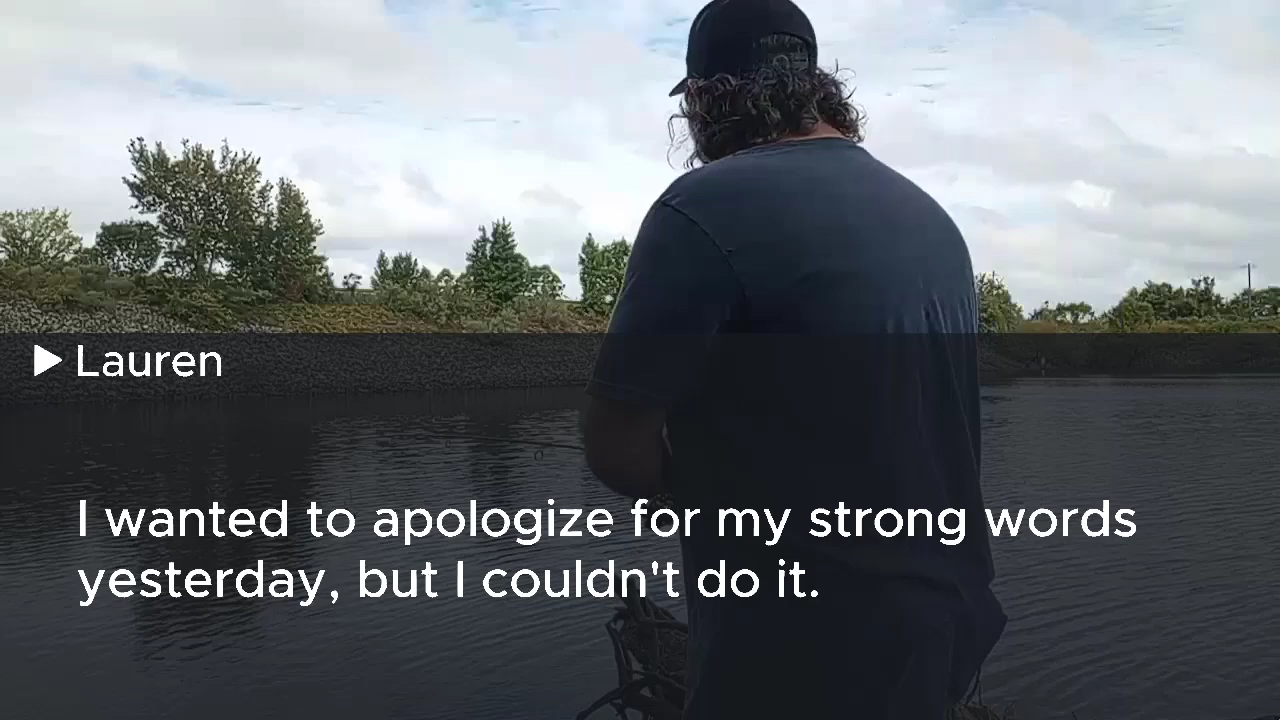 Lauren
I wanted to apologize for my strong words
yesterday, but I couldn't do it.